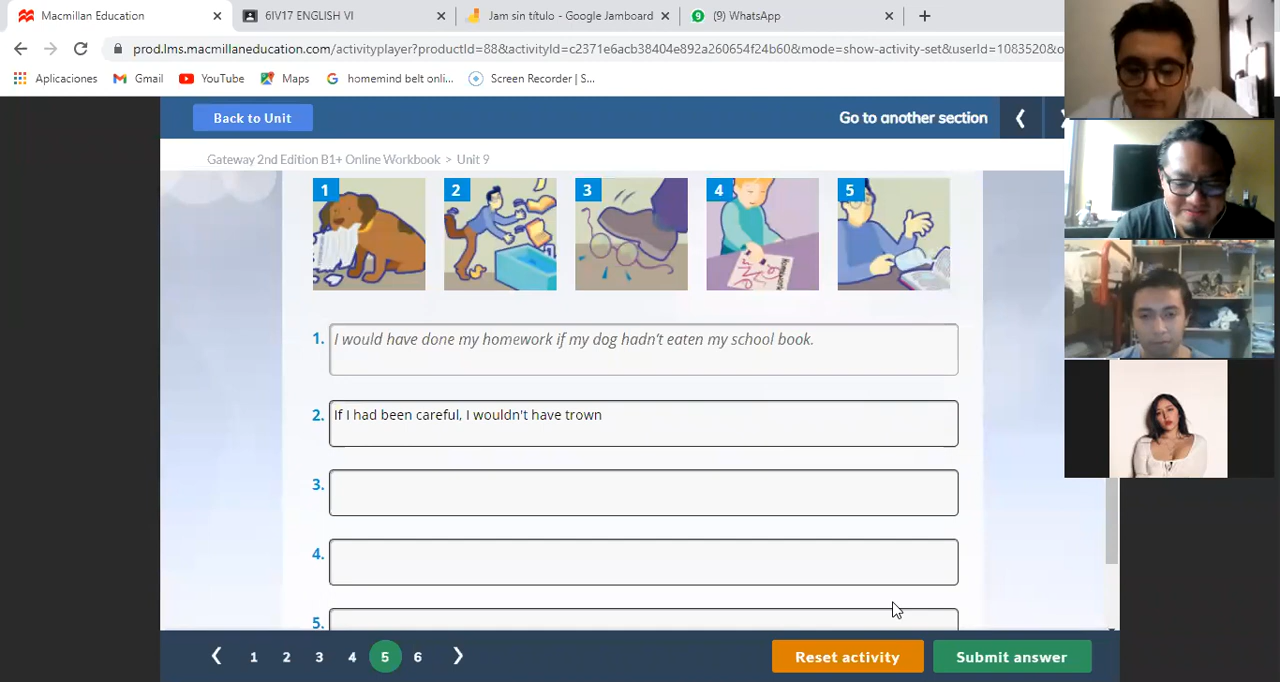 Macmillan Education
6IV17 ENGLISH VI
Jam sin título - Google Jamboard
(9) WhatsApp
prod.lms.macmillaneducation.com/activityplayer?productId=88&activityId=c2371e6acb38404e892a260654f24b60&mode=show-activity-set&userId=1083520&o
Aplicaciones
Gmail
YouTube
Maps
homemind belt onli...
Screen Recorder | S...
Back to Unit
Go to another section
Gateway 2nd Edition B1+ Online Workbook > Unit 9
1
2
3
4
5
Homework
1. I would have done my homework if my dog hadn't eaten my school book.
2. If I had been careful, I wouldn't have trown
3.
4.
5.
1 2 3 4 5 6
Reset activity
Submit answer